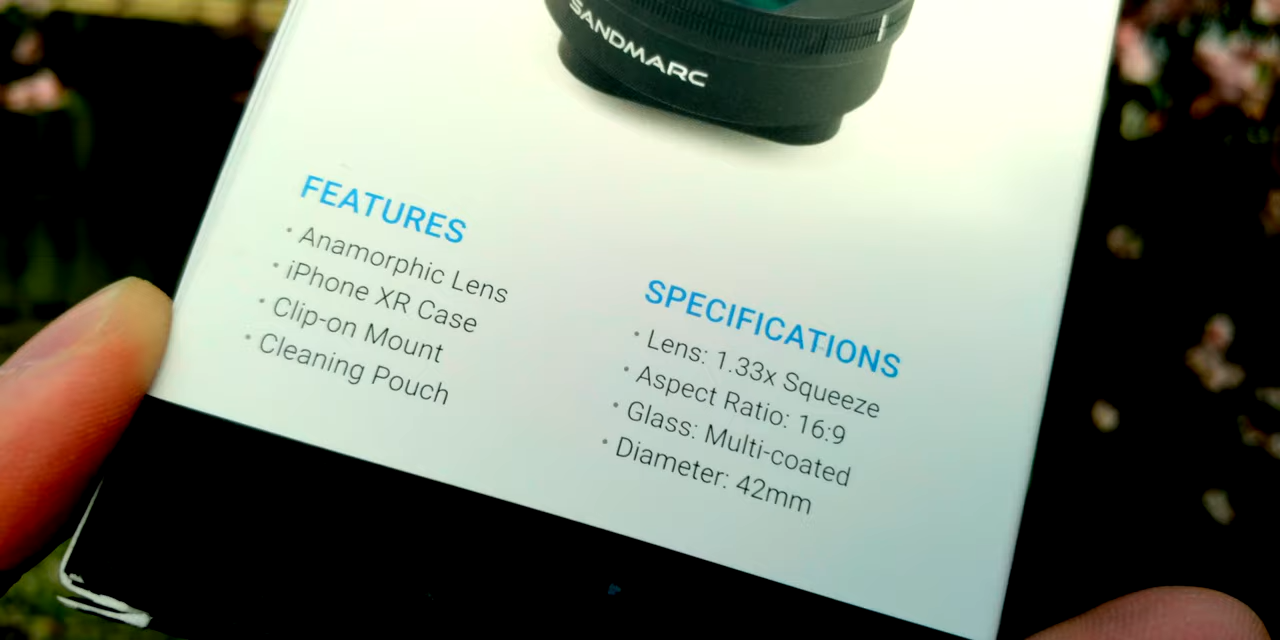 SANDMARC
FEATURES
• Anamorphic Lens
• iPhone XR Case
• Clip-on Mount
• Cleaning Pouch
SPECIFICATIONS
• Lens: 1.33x Squeeze
• Aspect Ratio: 16:9
• Glass: Multi-coated
• Diameter: 42mm